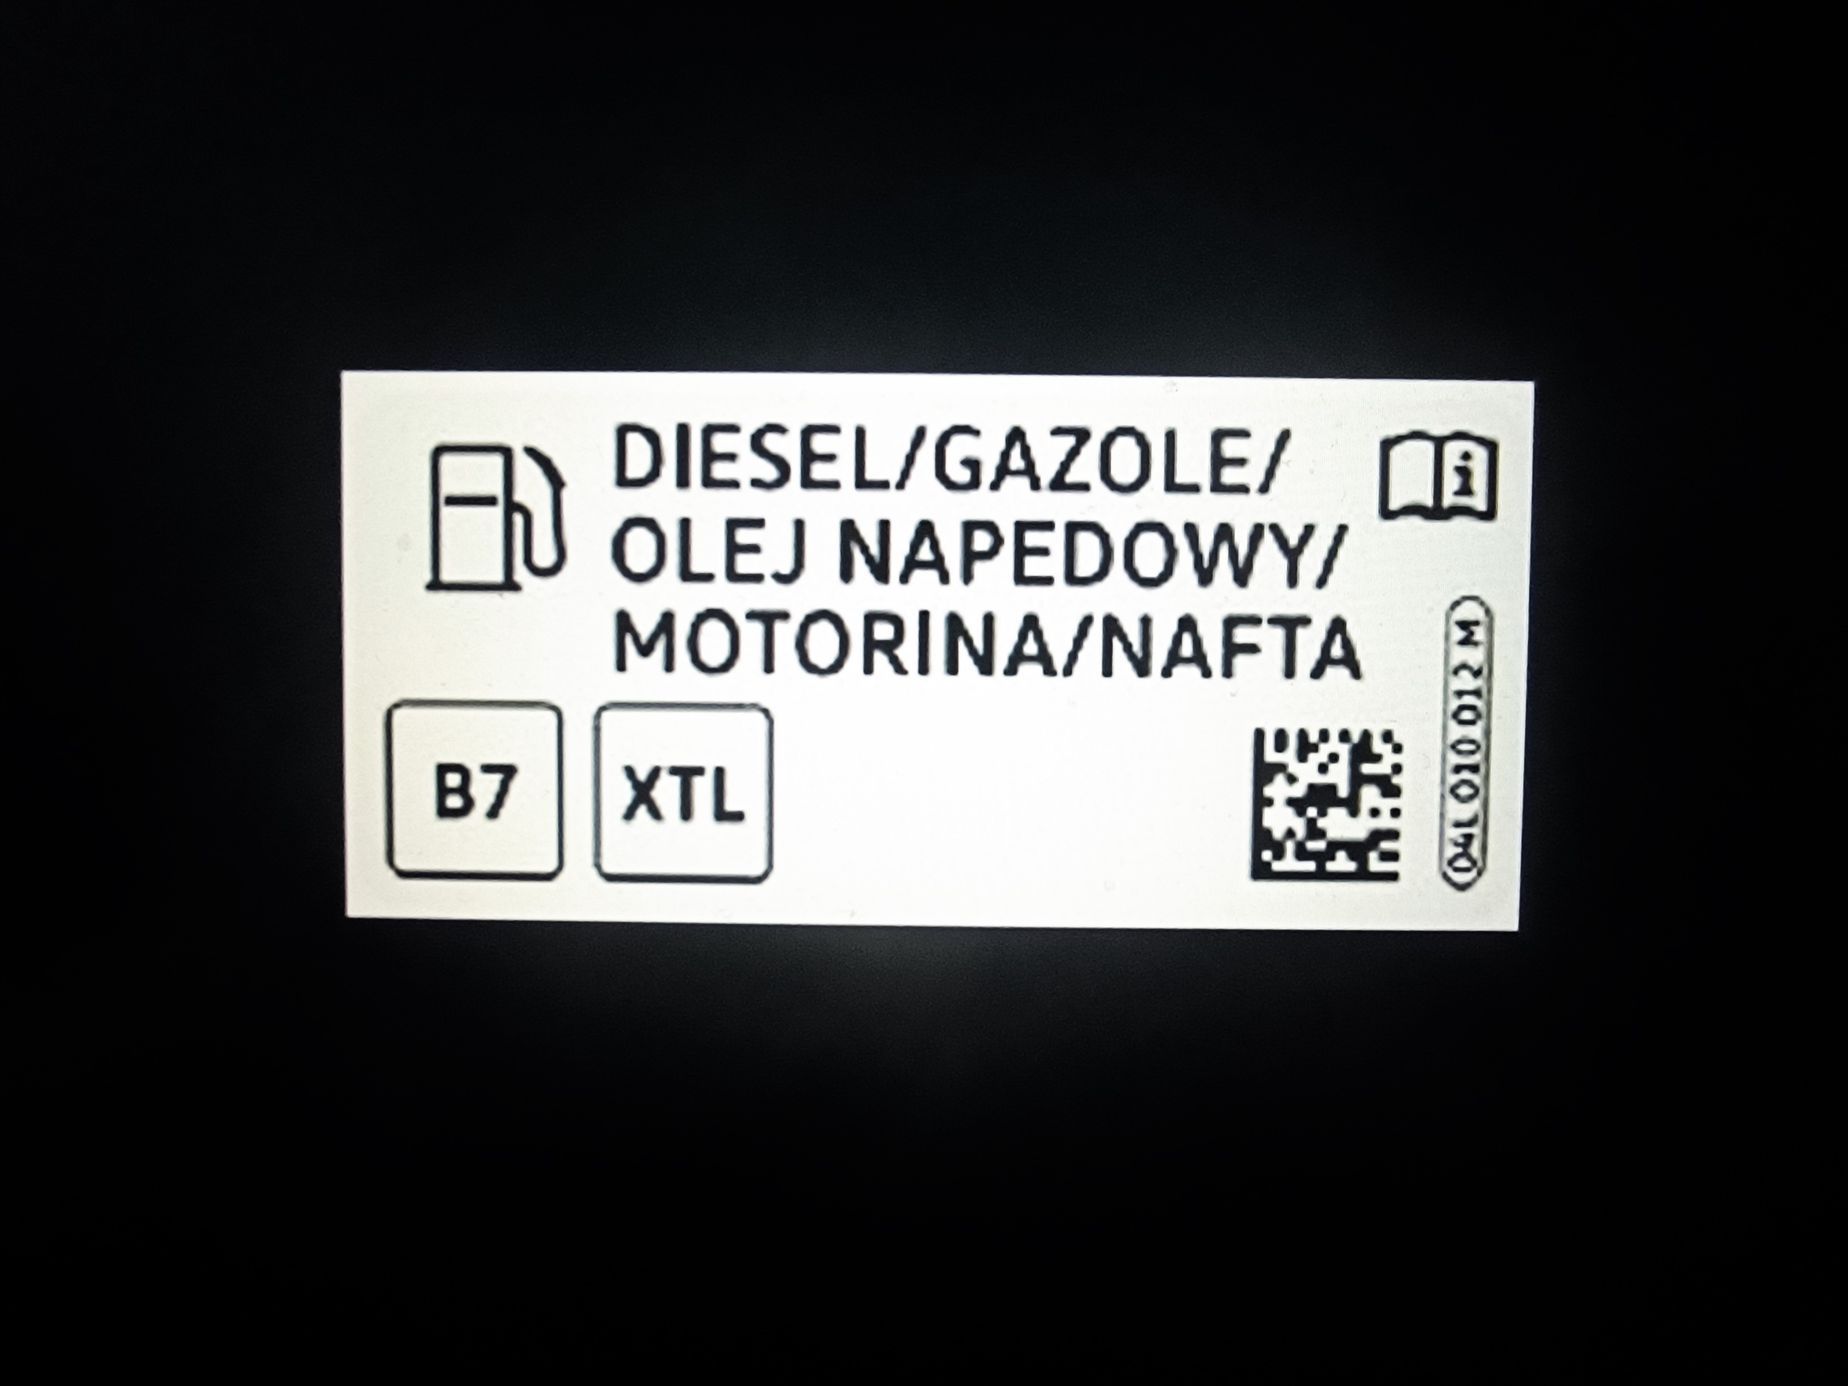 DIESEL/GAZOLE/
OLEJ NAPEDOWY/
MOTORINA/NAFTA
B7 XTL
04L 010 012 M